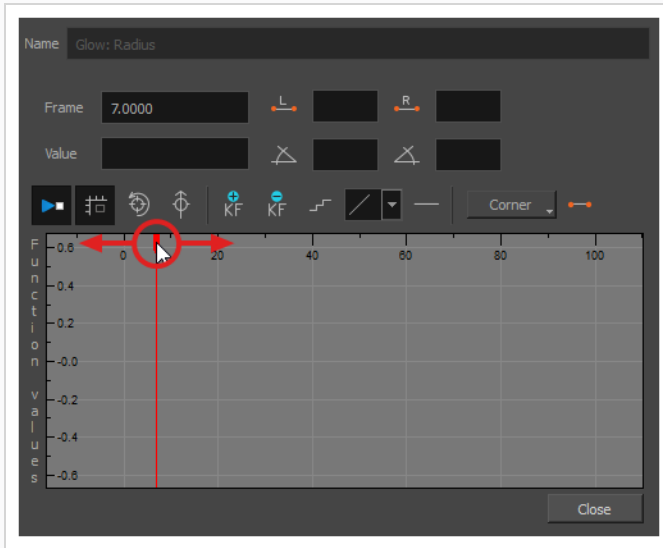 Name Glow: Radius
Frame 7.0000 L R
Value
KF KF Corner
Function values
0 20 40 60 80 100
-0.6
-0.4
-0.2
-0.0
-0.2
-0.4
-0.6
Close